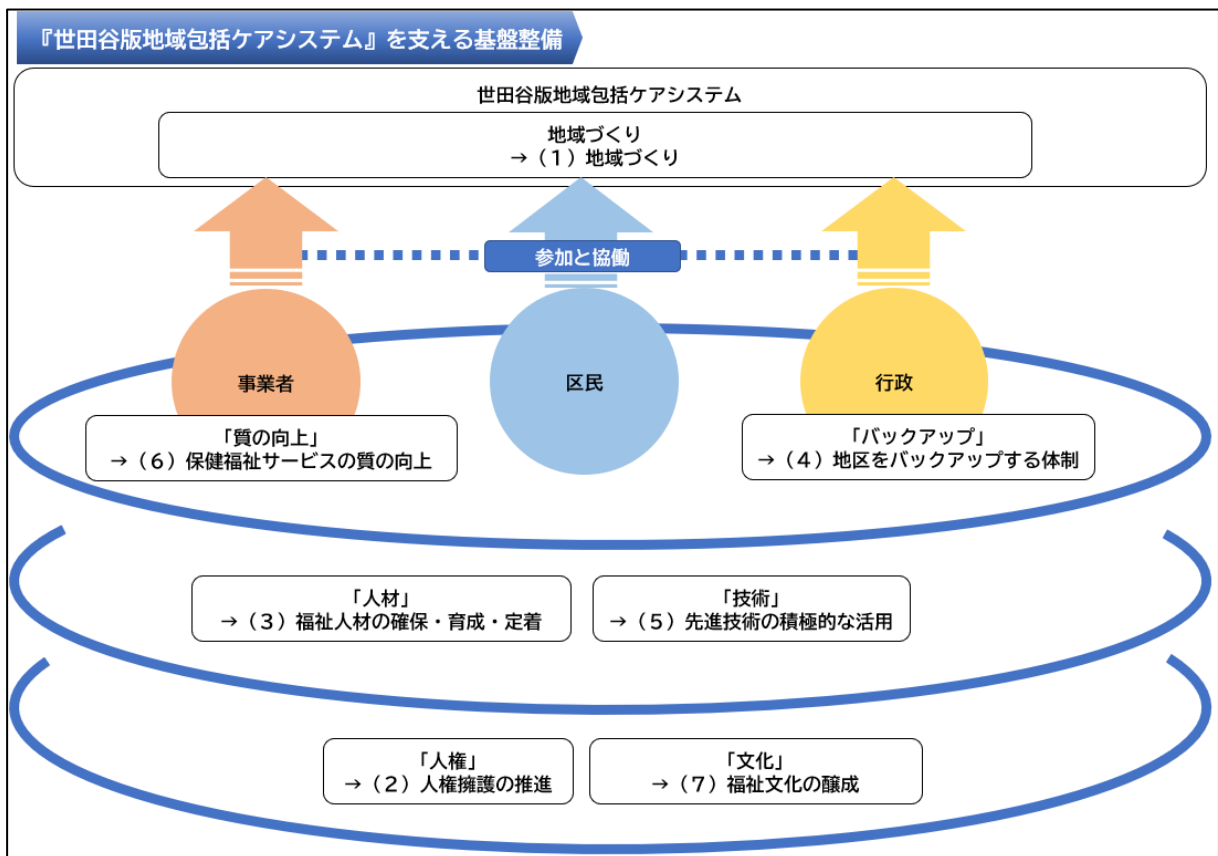 『世田谷版地域包括ケアシステム』を支える基盤整備
世田谷版地域包括ケアシステム
地域づくり
→（1）地域づくり
参加と協働
事業者
区民
行政
「質の向上」
→（6）保健福祉サービスの質の向上
「バックアップ」
→（4）地区をバックアップする体制
「人材」
→（3）福祉人材の確保・育成・定着
「技術」
→（5）先進技術の積極的な活用
「人権」
→（2）人権擁護の推進
「文化」
→（7）福祉文化の醸成